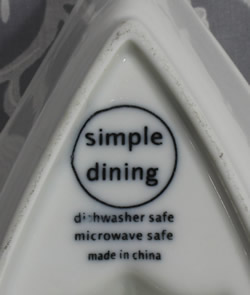 simple
dining
dishwasher safe
microwave safe
made in china